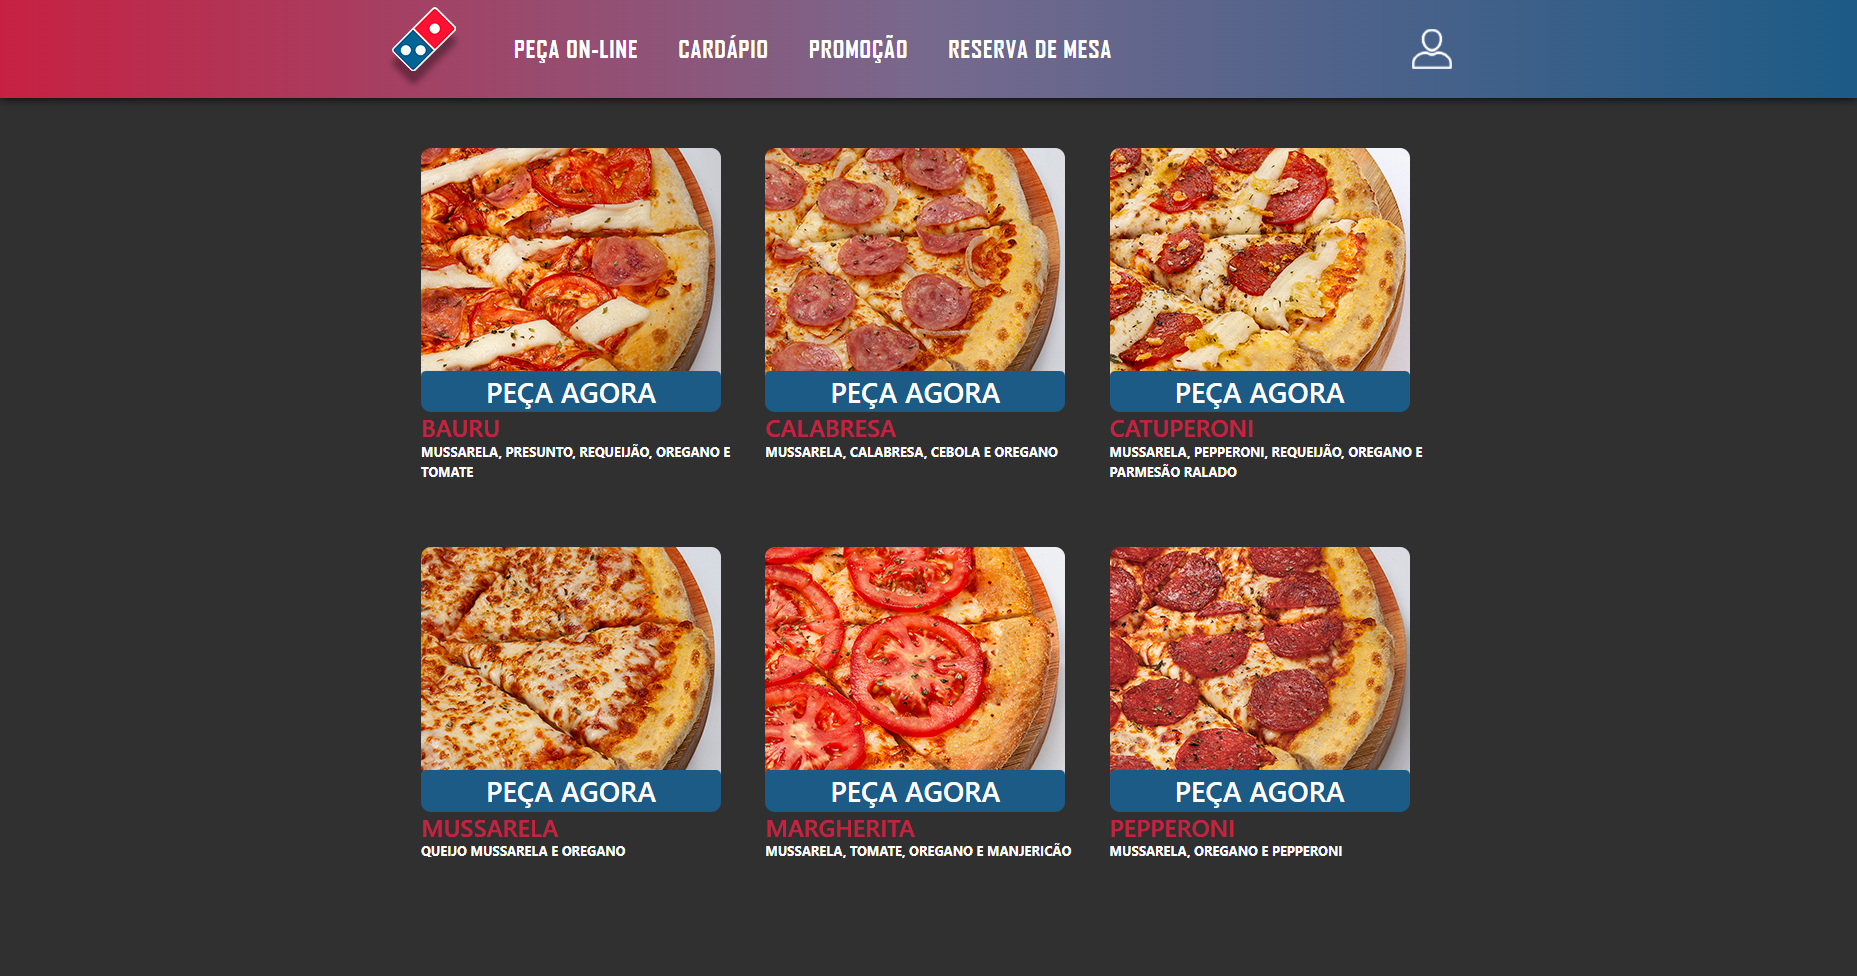 PEÇA ON-LINE CARDÁPIO PROMOÇÃO RESERVA DE MESA
PEÇA AGORA
BAURU
MUSSARELA, PRESUNTO, REQUEIJÃO, OREGANO E
TOMATE
PEÇA AGORA
CALABRESA
MUSSARELA, CALABRESA, CEBOLA E OREGANO
PEÇA AGORA
CATUPERONI
MUSSARELA, PEPPERONI, REQUEIJÃO, OREGANO E
PARMESÃO RALADO
PEÇA AGORA
MUSSARELA
QUEIJO MUSSARELA E OREGANO
PEÇA AGORA
MARGHERITA
MUSSARELA, TOMATE, OREGANO E MANJERICÃO
PEÇA AGORA
PEPPERONI
MUSSARELA, OREGANO E PEPPERONI